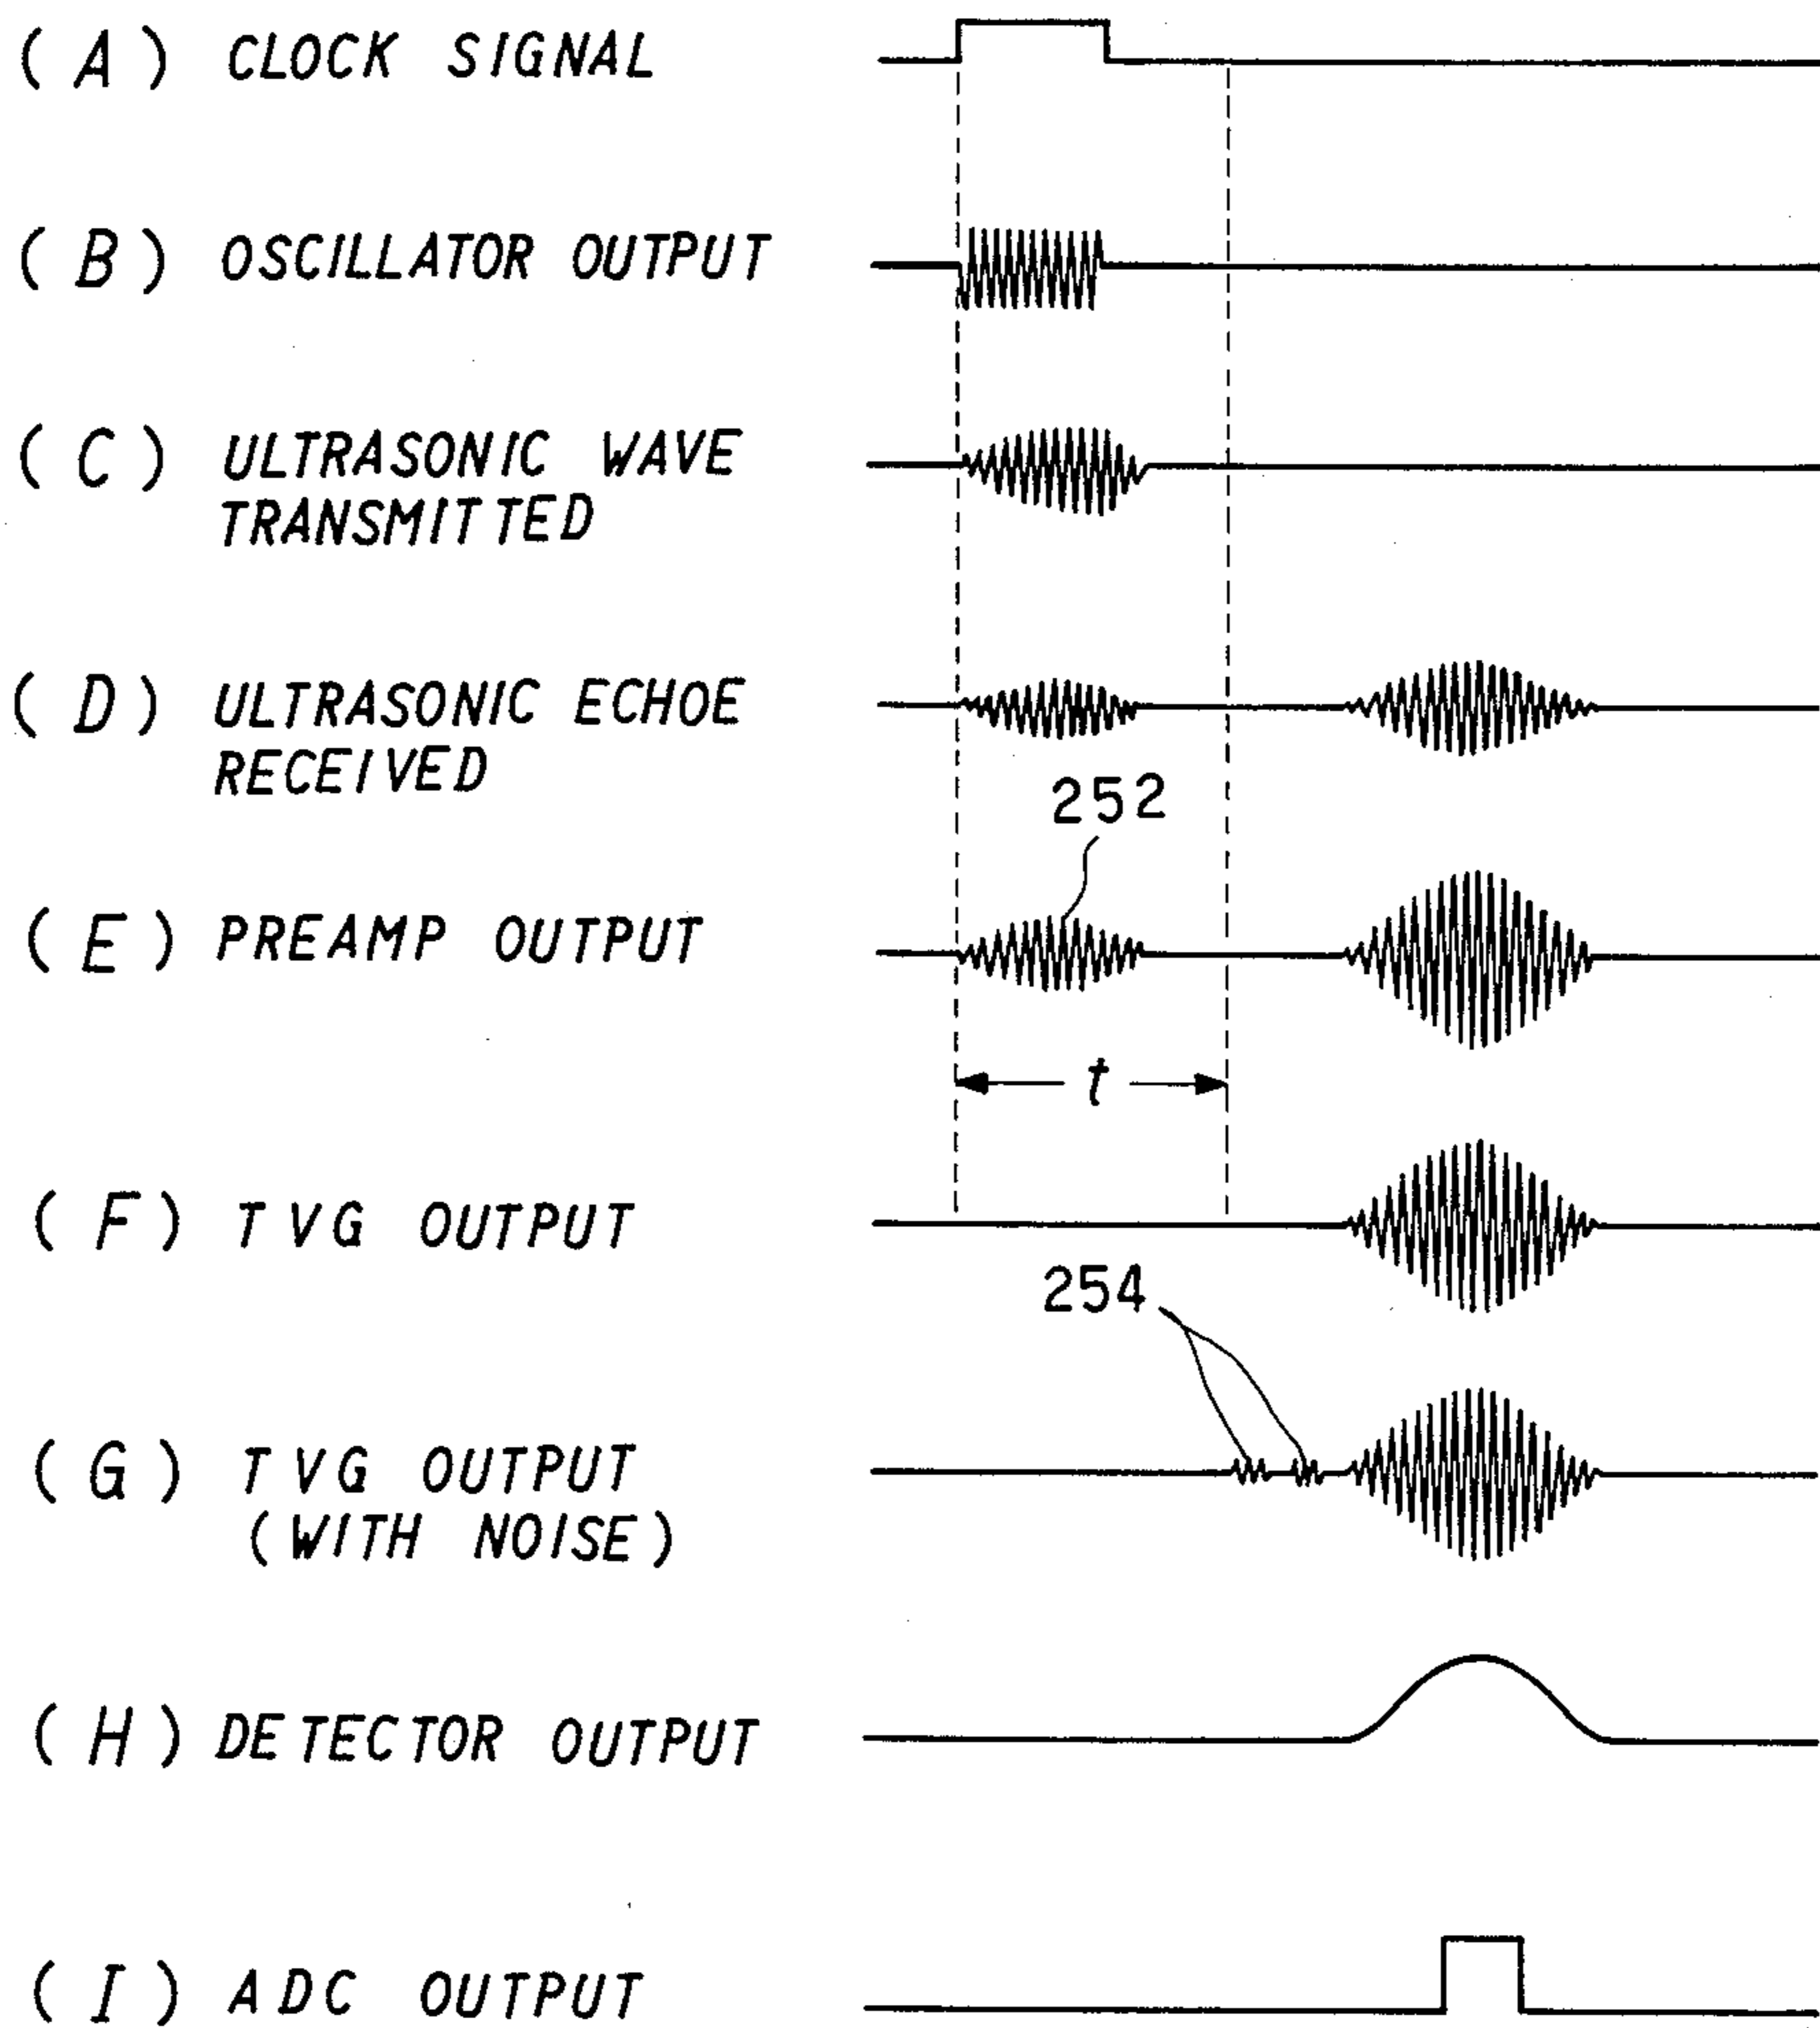 (A) CLOCK SIGNAL
(B) OSCILLATOR OUTPUT
(C) ULTRASONIC WAVE
TRANSMITTED
(D) ULTRASONIC ECHOE
RECEIVED
252
(E) PREAMP OUTPUT
t
(F) TVG OUTPUT
254
(G) TVG OUTPUT
(WITH NOISE)
(H) DETECTOR OUTPUT
(I) ADC OUTPUT